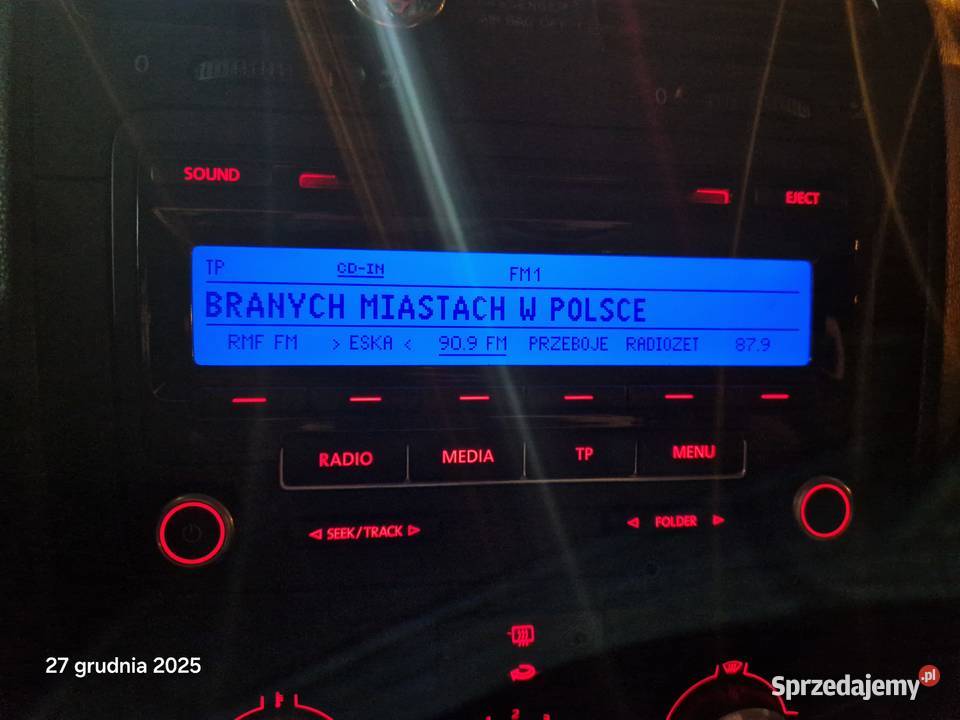 SOUND
EJECT
TP CD-IN FM1
BRANYCH MIASTACH W POLSCE
RMF FM > ESKA < 90.9 FM PRZEBOJE RADIOZET 87.9
RADIO MEDIA TP MENU
SEEK/TRACK FOLDER
27 grudnia 2025
Sprzedajemy.pl
2